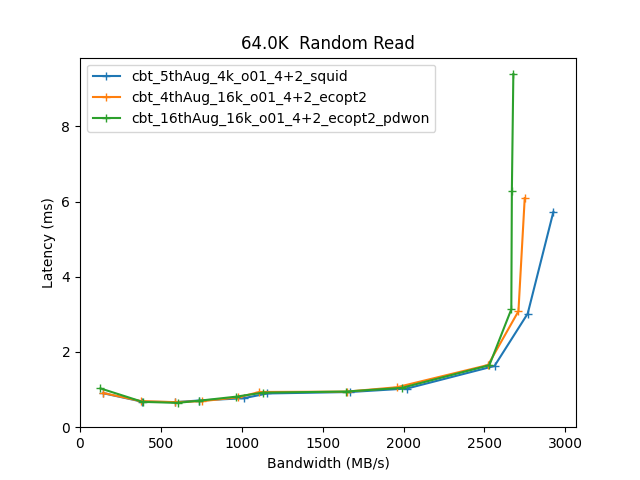 64.0K  Random Read
cbt_5thAug_4k_o01_4+2_squid
cbt_4thAug_16k_o01_4+2_ecopt2
cbt_16thAug_16k_o01_4+2_ecopt2_pdwon
Latency (ms)
8
6
4
2
0
0 500 1000 1500 2000 2500 3000
Bandwidth (MB/s)